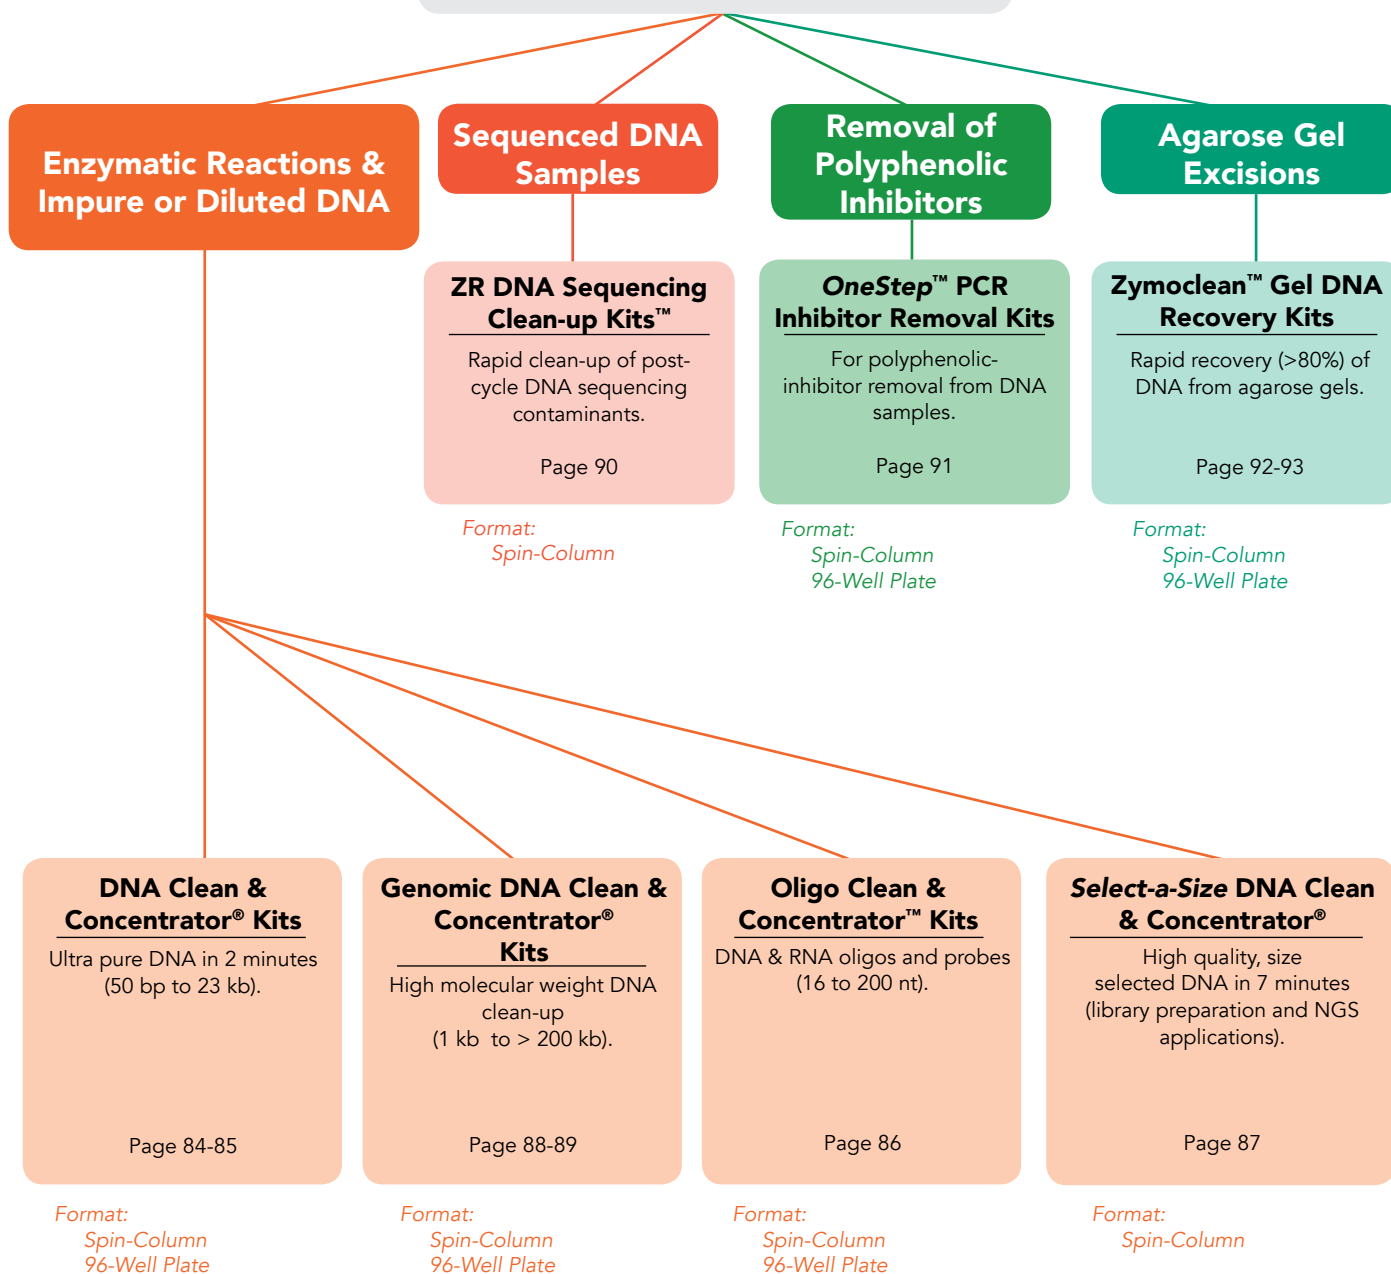 Enzymatic Reactions &
Impure or Diluted DNA
Sequenced DNA
Samples
Removal of
Polyphenolic
Inhibitors
Agarose Gel
Excisions
ZR DNA Sequencing
Clean-up Kits™
Rapid clean-up of post-
cycle DNA sequencing
contaminants.
Page 90
Format:
Spin-Column
OneStep™ PCR
Inhibitor Removal Kits
For polyphenolic-
inhibitor removal from DNA
samples.
Page 91
Format:
Spin-Column
96-Well Plate
Zymoclean™ Gel DNA
Recovery Kits
Rapid recovery (>80%) of
DNA from agarose gels.
Page 92-93
Format:
Spin-Column
96-Well Plate
DNA Clean &
Concentrator® Kits
Ultra pure DNA in 2 minutes
(50 bp to 23 kb).
Page 84-85
Format:
Spin-Column
96-Well Plate
Genomic DNA Clean &
Concentrator®
Kits
High molecular weight DNA
clean-up
(1 kb to > 200 kb).
Page 88-89
Format:
Spin-Column
96-Well Plate
Oligo Clean &
Concentrator™ Kits
DNA & RNA oligos and probes
(16 to 200 nt).
Page 86
Format:
Spin-Column
96-Well Plate
Select-a-Size DNA Clean
& Concentrator®
High quality, size
selected DNA in 7 minutes
(library preparation and NGS
applications).
Page 87
Format:
Spin-Column